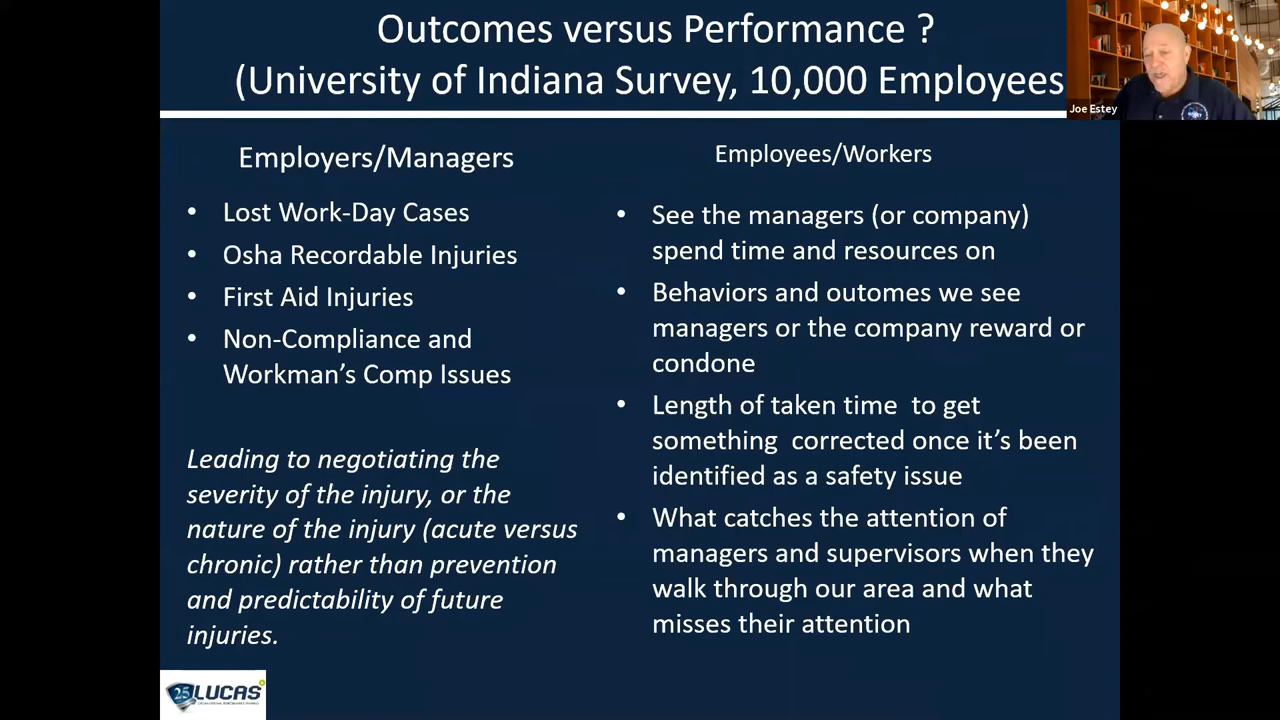 Outcomes versus Performance ?
(University of Indiana Survey, 10,000 Employees
Joe Estey
Employers/Managers
• Lost Work-Day Cases
• Osha Recordable Injuries
• First Aid Injuries
• Non-Compliance and
Workman's Comp Issues
Leading to negotiating the
severity of the injury, or the
nature of the injury (acute versus
chronic) rather than prevention
and predictability of future
injuries.
Employees/Workers
• See the managers (or company)
spend time and resources on
• Behaviors and outomes we see
managers or the company reward or
condone
• Length of taken time  to get
something  corrected once it's been
identified as a safety issue
• What catches the attention of
managers and supervisors when they
walk through our area and what
misses their attention
25 LUCAS